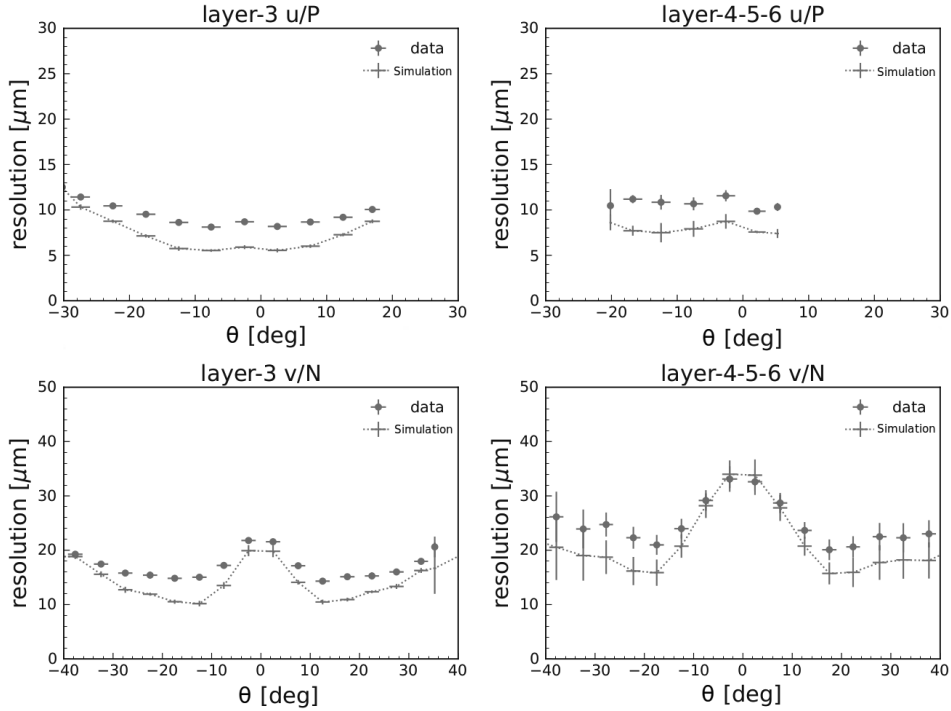 layer-3 u/P
30
25
20
15
10
5
0
resolution [μm]
data
Simulation
−30 −20 −10 0 10 20 30
θ [deg]
layer-4-5-6 u/P
30
25
20
15
10
5
0
resolution [μm]
data
Simulation
−30 −20 −10 0 10 20 30
θ [deg]
layer-3 v/N
50
40
30
20
10
0
resolution [μm]
data
Simulation
−40 −30 −20 −10 0 10 20 30 40
θ [deg]
layer-4-5-6 v/N
50
40
30
20
10
0
resolution [μm]
data
Simulation
−40 −30 −20 −10 0 10 20 30 40
θ [deg]